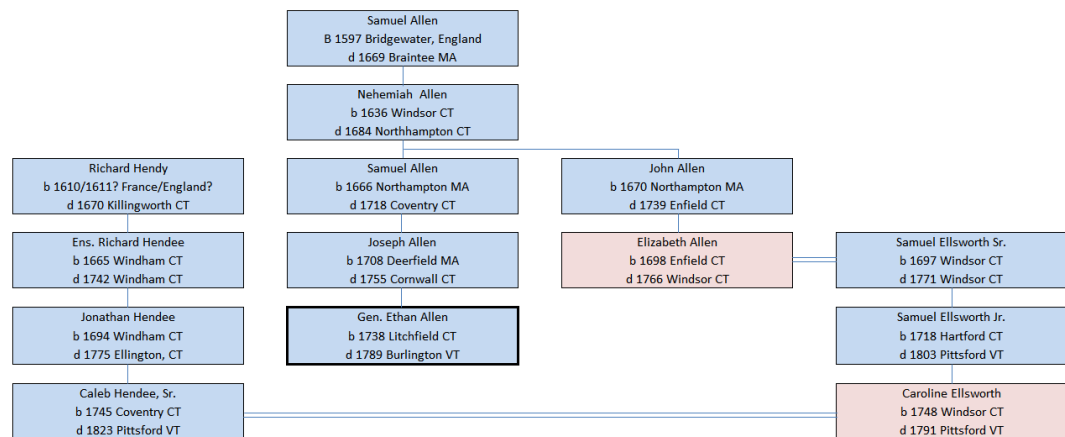 Samuel Allen
B 1597 Bridgewater, England
d 1669 Braintee MA
Nehemiah  Allen
b 1636 Windsor CT
d 1684 Northhampton CT
Richard Hendy
b 1610/1611? France/England?
d 1670 Killingworth CT
Samuel Allen
b 1666 Northampton MA
d 1718 Coventry CT
John Allen
b 1670 Northampton MA
d 1739 Enfield CT
Ens. Richard Hendee
b 1665 Windham CT
d 1742 Windham CT
Joseph Allen
b 1708 Deerfield MA
d 1755 Cornwall CT
Elizabeth Allen
b 1698 Enfield CT
d 1766 Windsor CT
Samuel Ellsworth Sr.
b 1697 Windsor CT
d 1771 Windsor CT
Jonathan Hendee
b 1694 Windham CT
d 1775 Ellington, CT
Gen. Ethan Allen
b 1738 Litchfield CT
d 1789 Burlington VT
Samuel Ellsworth Jr.
b 1718 Hartford CT
d 1803 Pittsford VT
Caleb Hendee, Sr.
b 1745 Coventry CT
d 1823 Pittsford VT
Caroline Ellsworth
b 1748 Windsor CT
d 1791 Pittsford VT